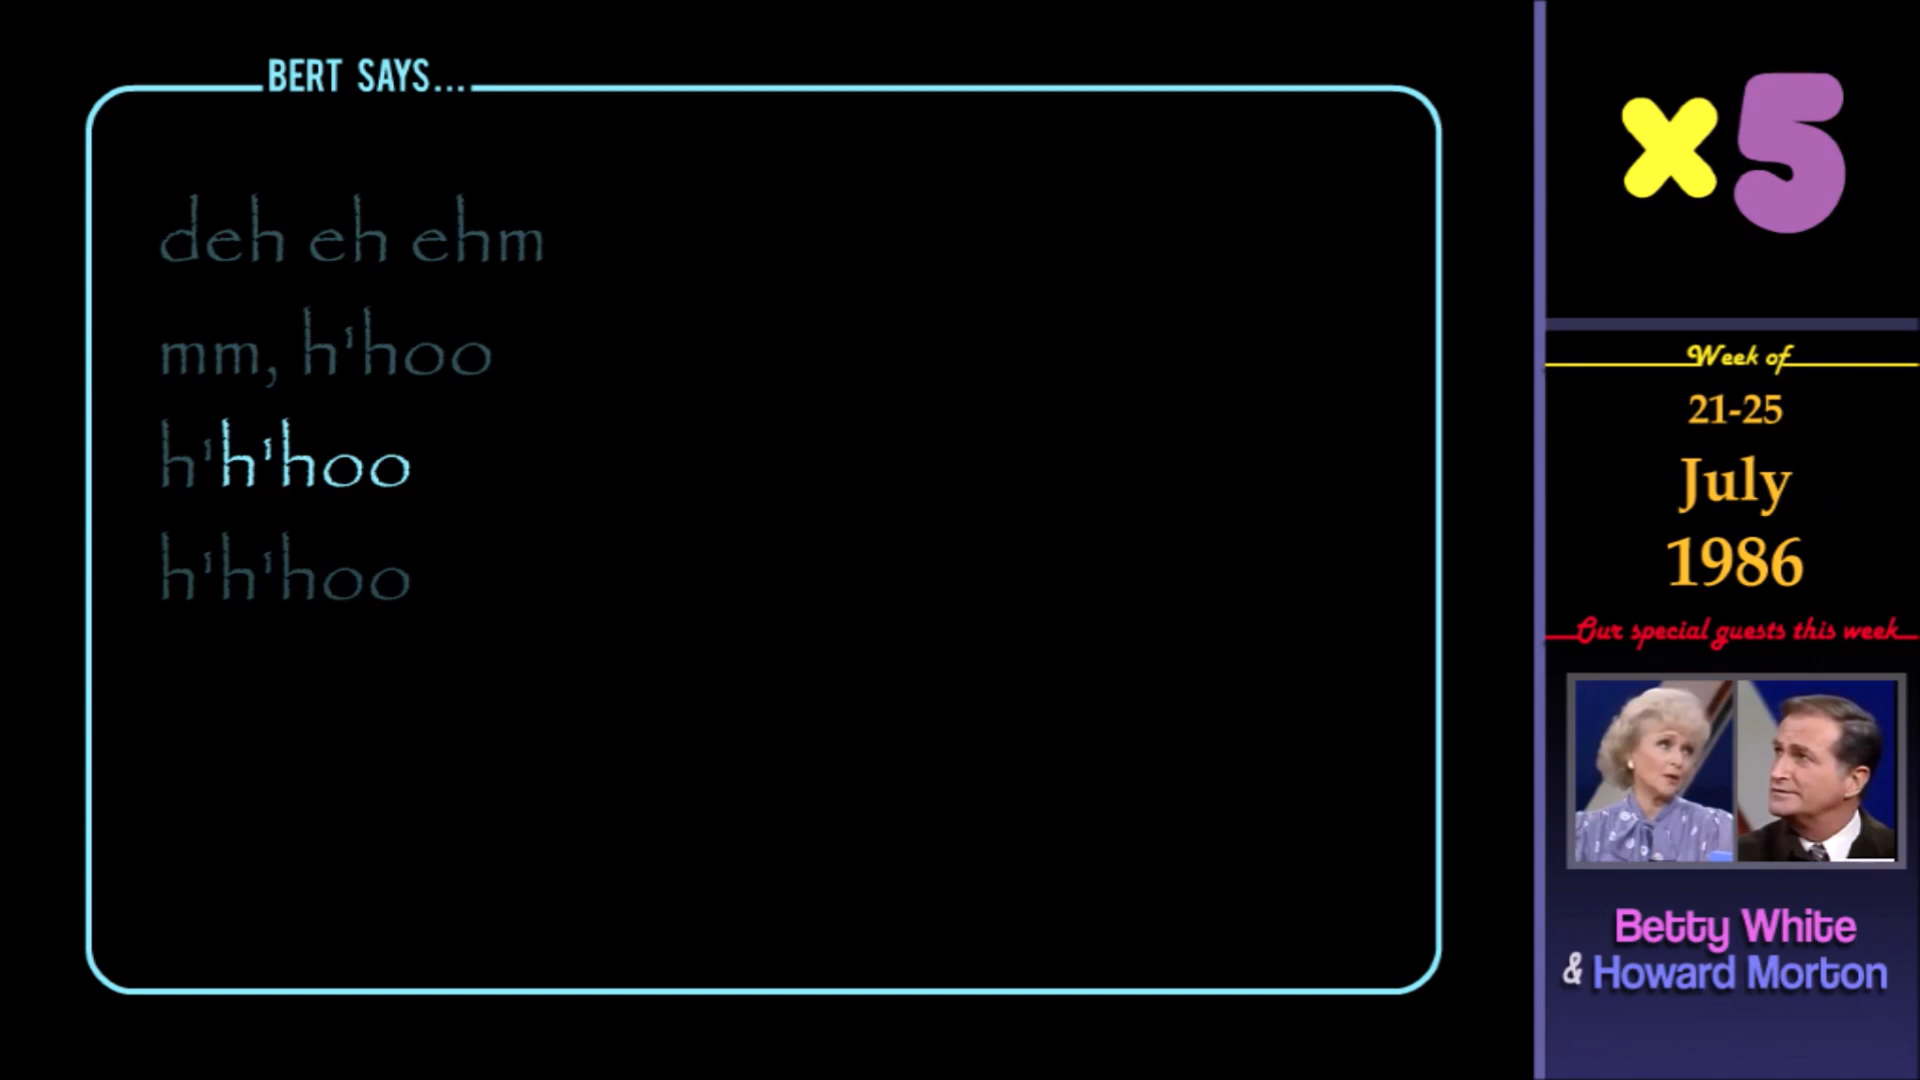 BERT SAYS...
deh eh ehm
mm, h'hoo
h'h'hoo
h'h'hoo
x5
Week of
21-25
July
1986
Our special guests this week
Betty White
& Howard Morton